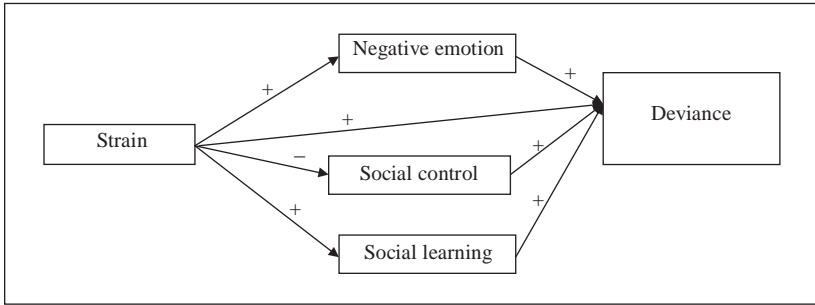 Negative emotion
+
+
+
Strain
Deviance
−
+
Social control
+
+
Social learning